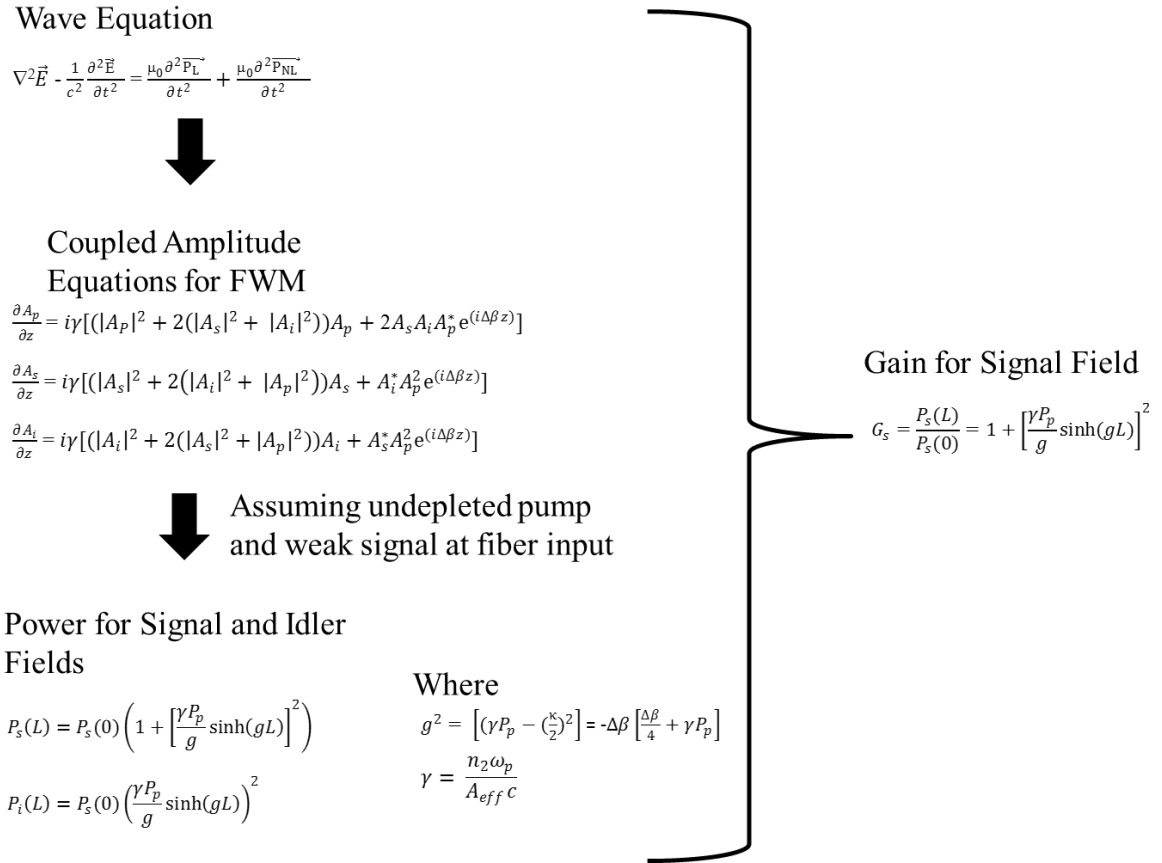 Wave Equation
∇²E⃗ - 1/c² ∂²E⃗/∂t² = μ₀∂²P_L⃗/∂t² + μ₀∂²P_NL⃗/∂t²
Coupled Amplitude
Equations for FWM
∂A_p/∂z = iγ[(|A_P|² + 2(|A_s|² + |A_i|²))A_p + 2A_sA_iA_p^* e^(iΔβz)]
∂A_s/∂z = iγ[(|A_s|² + 2(|A_i|² + |A_p|²))A_s + A_i^*A_p² e^(iΔβz)]
∂A_i/∂z = iγ[(|A_i|² + 2(|A_s|² + |A_p|²))A_i + A_s^*A_p² e^(iΔβz)]
Assuming undepleted pump
and weak signal at fiber input
Power for Signal and Idler
Fields
P_s(L) = P_s(0)(1 + [γP_p/g sinh(gL)]²)
P_i(L) = P_s(0)(γP_p/g sinh(gL))²
Where
g² = [(γP_p − (κ/2)²] = -Δβ[Δβ/4 + γP_p]
γ = n₂ω_p/A_eff c
Gain for Signal Field
G_s = P_s(L)/P_s(0) = 1 + [γP_p/g sinh(gL)]²